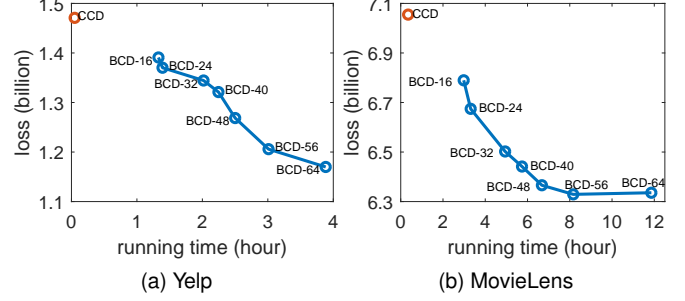 1.5
1.4
1.3
1.2
1.1
loss (billion)
CCD
BCD-16
BCD-24
BCD-32
BCD-40
BCD-48
BCD-56
BCD-64
0 1 2 3 4
running time (hour)
(a) Yelp
7.1
6.9
6.7
6.5
6.3
loss (billion)
CCD
BCD-16
BCD-24
BCD-32
BCD-40
BCD-48
BCD-56
BCD-64
0 2 4 6 8 10 12
running time (hour)
(b) MovieLens